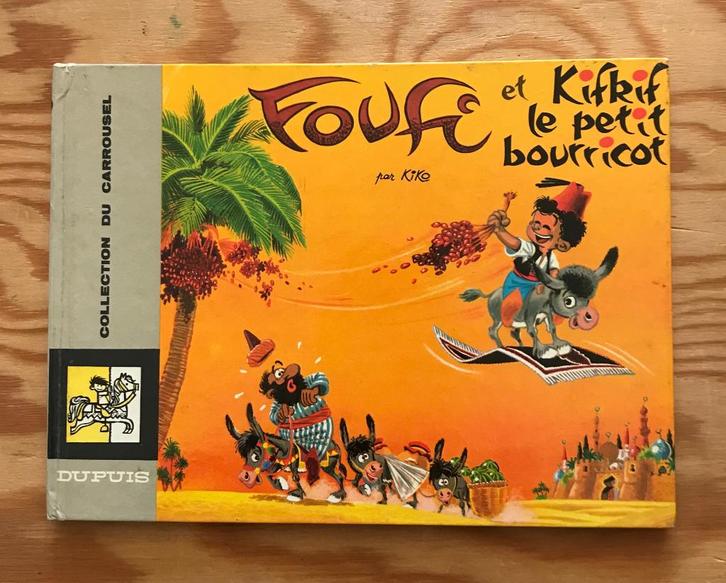 COLLECTION DU CARROUSEL
DUPUIS
FOUFI et Kifkif
le petit
bourricot
par KIKO